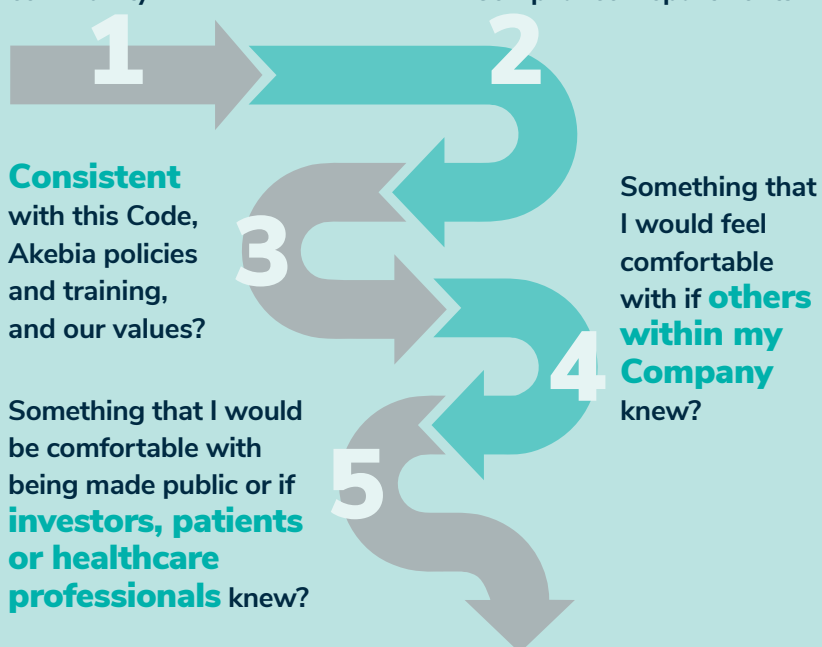 1
2
Consistent
with this Code,
Akebia policies
and training,
and our values?
3
Something that
I would feel
comfortable
with if others
within my
Company
knew?
4
Something that I would
be comfortable with
being made public or if
investors, patients
or healthcare
professionals knew?
5